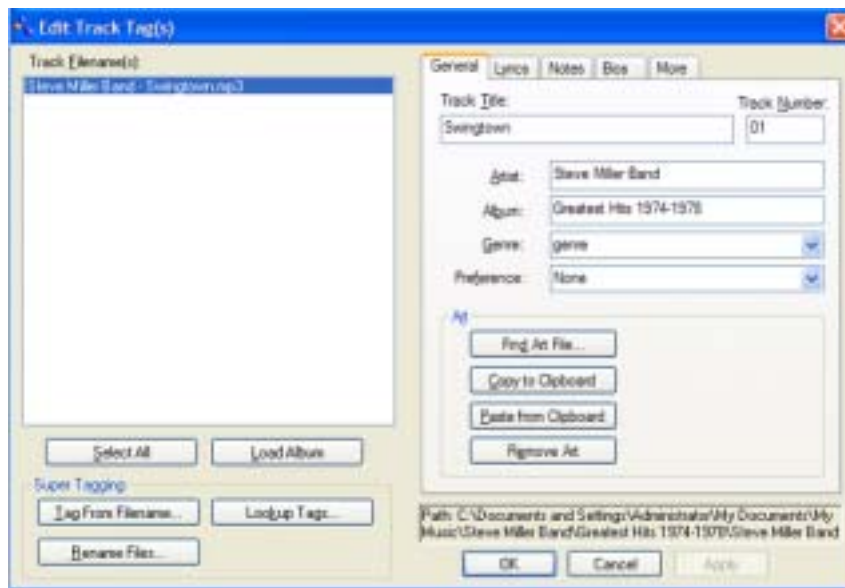 Edit Track Tag(s)
Track Filename(s):
Steve Miller Band - Swingtown.mp3
Select All
Load Album
Super Tagging
Tag From Filename...
Lookup Tags...
Rename Files...
General
Lyrics
Notes
Bios
More
Track Title:
Track Number:
Swingtown
01
Artist:
Steve Miller Band
Album:
Greatest Hits 1974-1978
Genre:
genre
Preference:
None
Art
Find Art File...
Copy to Clipboard
Paste from Clipboard
Remove Art
Path: C:\Documents and Settings\Administrator\My Documents\My
Music\Steve Miller Band\Greatest Hits 1974-1978\Steve Miller Band
OK
Cancel
Apply